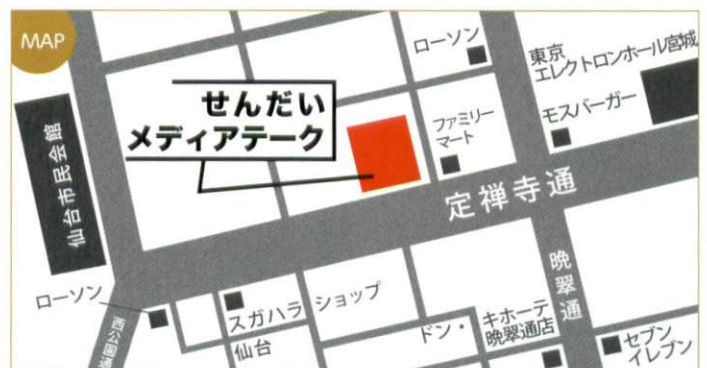 MAP
ローソン
東京
エレクトロンホール宮城
せんだい
メディアテーク
ファミリー
マート
モスバーガー
仙台市民会館
定禅寺通
晩翠通
ローソン
スガハラ ショップ
仙台
西公園通
ドン・キホーテ
晩翠通店
セブン
イレブン